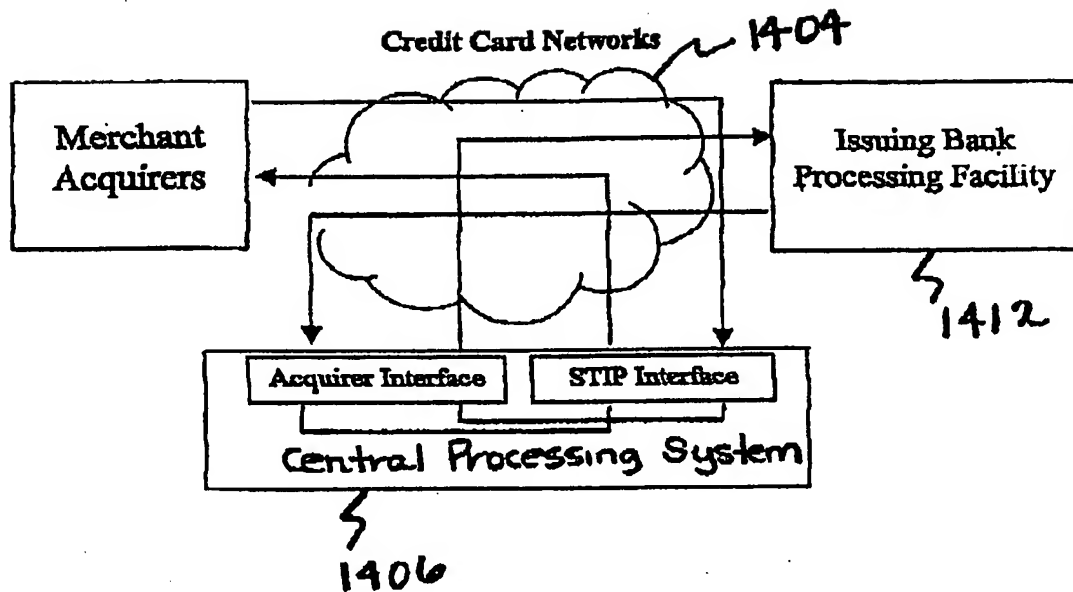 Credit Card Networks
1404
Merchant
Acquirers
Issuing Bank
Processing Facility
1412
Acquirer Interface
STIP Interface
Central Processing System
1406